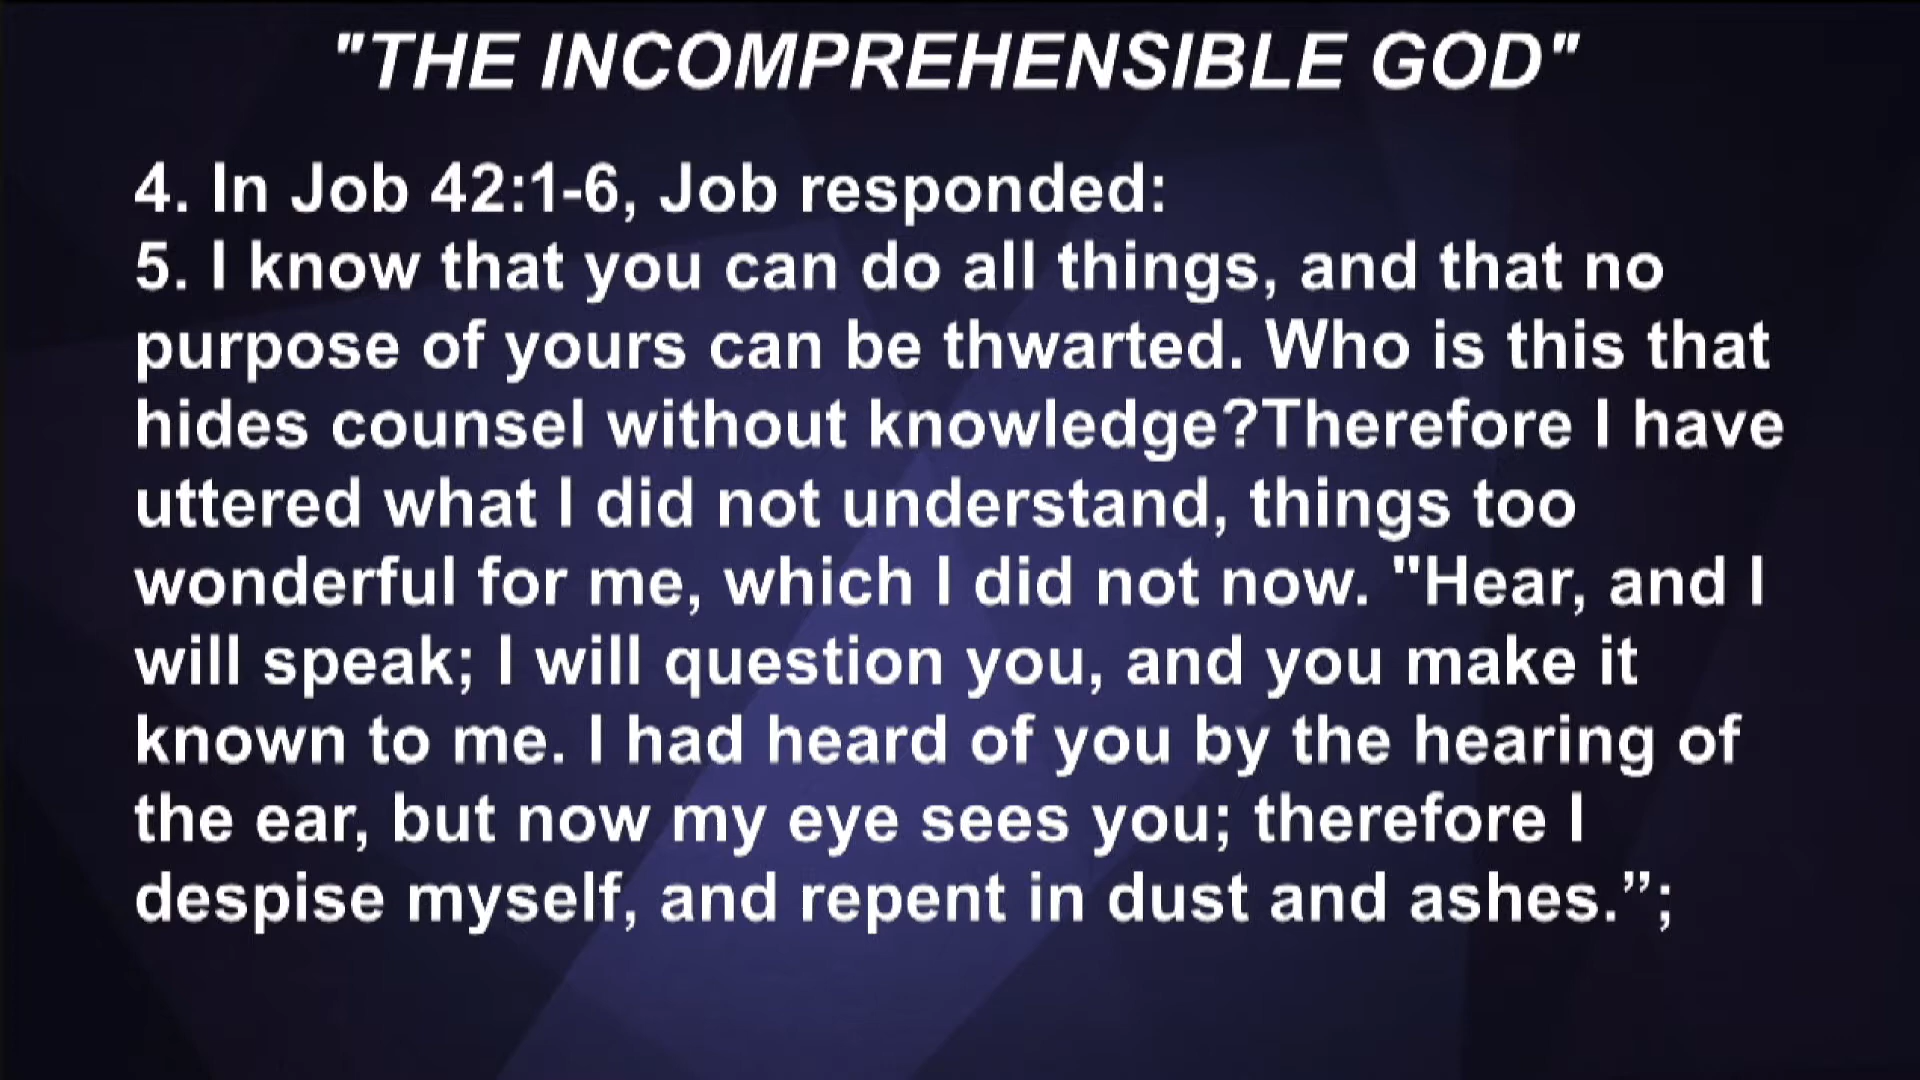 "THE INCOMPREHENSIBLE GOD"
4. In Job 42:1-6, Job responded:
5. I know that you can do all things, and that no
purpose of yours can be thwarted. Who is this that
hides counsel without knowledge?Therefore I have
uttered what I did not understand, things too
wonderful for me, which I did not now. "Hear, and I
will speak; I will question you, and you make it
known to me. I had heard of you by the hearing of
the ear, but now my eye sees you; therefore I
despise myself, and repent in dust and ashes.”;